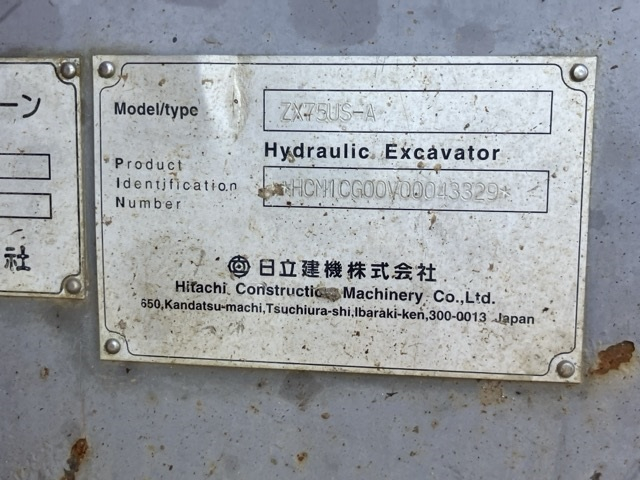 ーン
社
Model/type ZX75US-A
Hydraulic Excavator
Product
Identification *HCM1CG00V00043329*
Number
日立建機株式会社
Hitachi Construction Machinery Co.,Ltd.
650,Kandatsu-machi,Tsuchiura-shi,Ibaraki-ken,300-0013 Japan